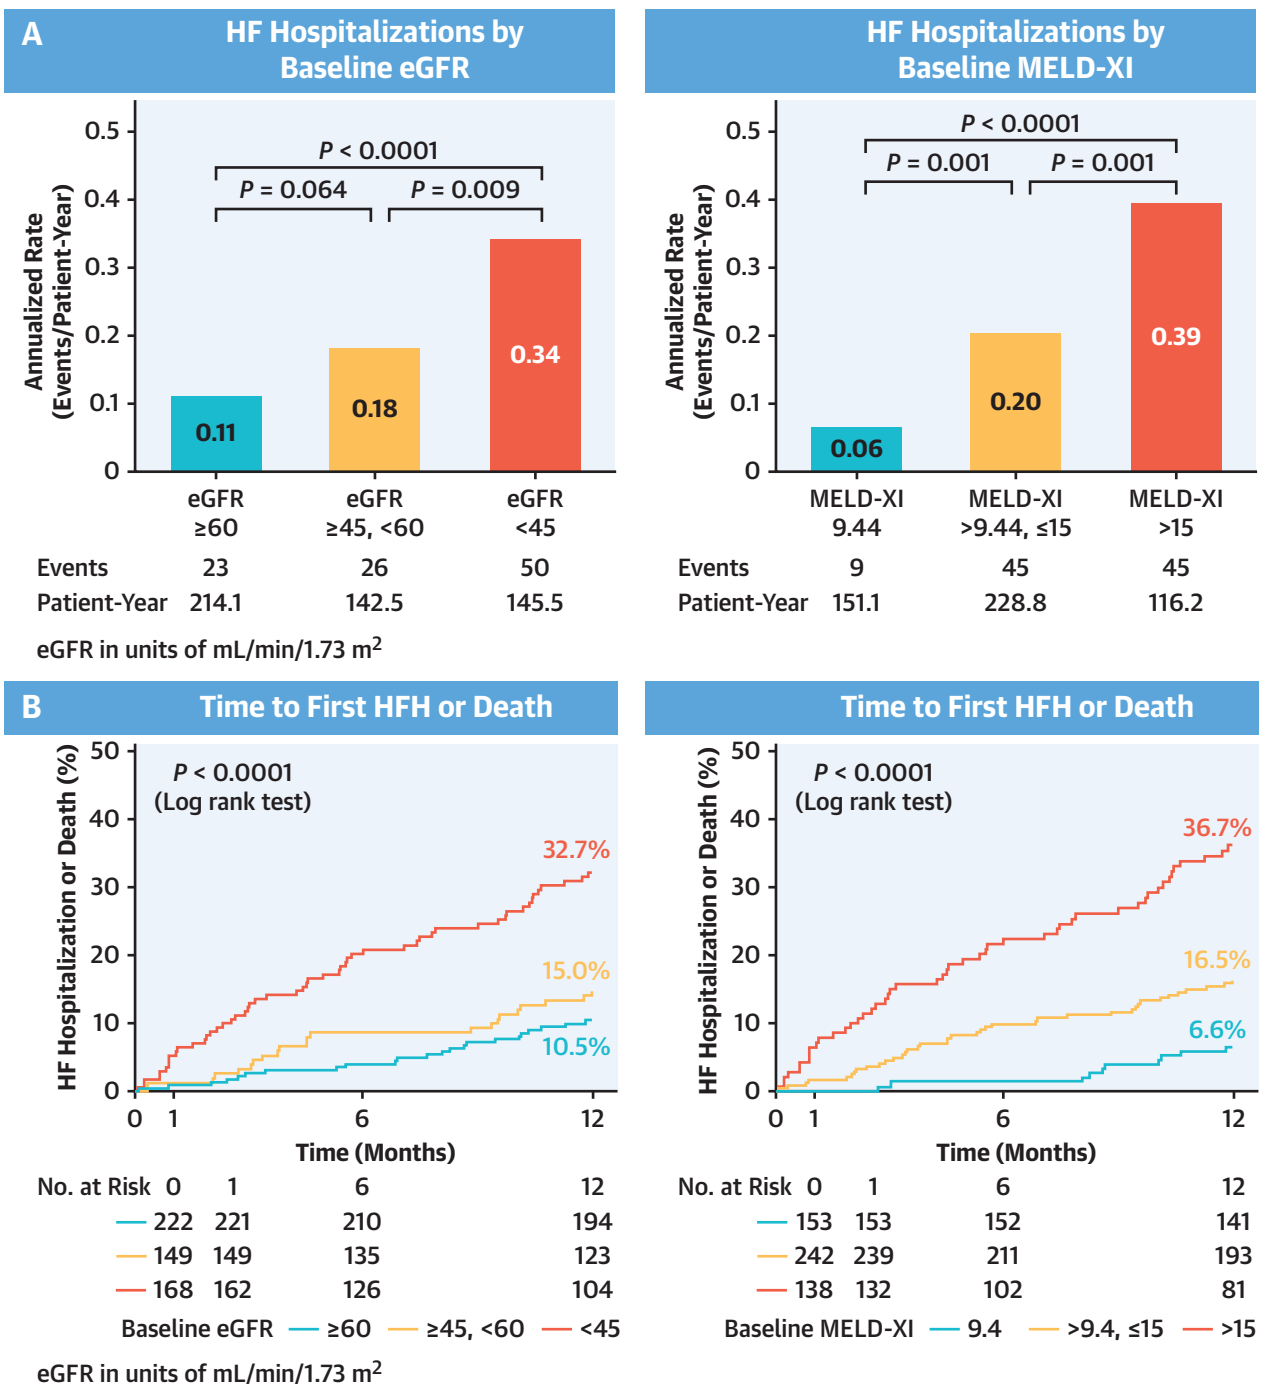 A
HF Hospitalizations by
Baseline eGFR
Annualized Rate
(Events/Patient-Year)
0.5
0.4
0.3
0.2
0.1
0
P < 0.0001
P = 0.064
P = 0.009
0.11
0.18
0.34
eGFR
≥60
eGFR
≥45, <60
eGFR
<45
Events 23 26 50
Patient-Year 214.1 142.5 145.5
eGFR in units of mL/min/1.73 m²
HF Hospitalizations by
Baseline MELD-XI
Annualized Rate
(Events/Patient-Year)
0.5
0.4
0.3
0.2
0.1
0
P < 0.0001
P = 0.001
P = 0.001
0.06
0.20
0.39
MELD-XI
9.44
MELD-XI
>9.44, ≤15
MELD-XI
>15
Events 9 45 45
Patient-Year 151.1 228.8 116.2
B
Time to First HFH or Death
HF Hospitalization or Death (%)
50
40
30
20
10
0
P < 0.0001
(Log rank test)
32.7%
15.0%
10.5%
0 1 6 12
Time (Months)
No. at Risk 0 1 6 12
222 221 210 194
149 149 135 123
168 162 126 104
Baseline eGFR ≥60 ≥45, <60 <45
eGFR in units of mL/min/1.73 m²
Time to First HFH or Death
HF Hospitalization or Death (%)
50
40
30
20
10
0
P < 0.0001
(Log rank test)
36.7%
16.5%
6.6%
0 1 6 12
Time (Months)
No. at Risk 0 1 6 12
153 153 152 141
242 239 211 193
138 132 102 81
Baseline MELD-XI 9.4 >9.4, ≤15 >15